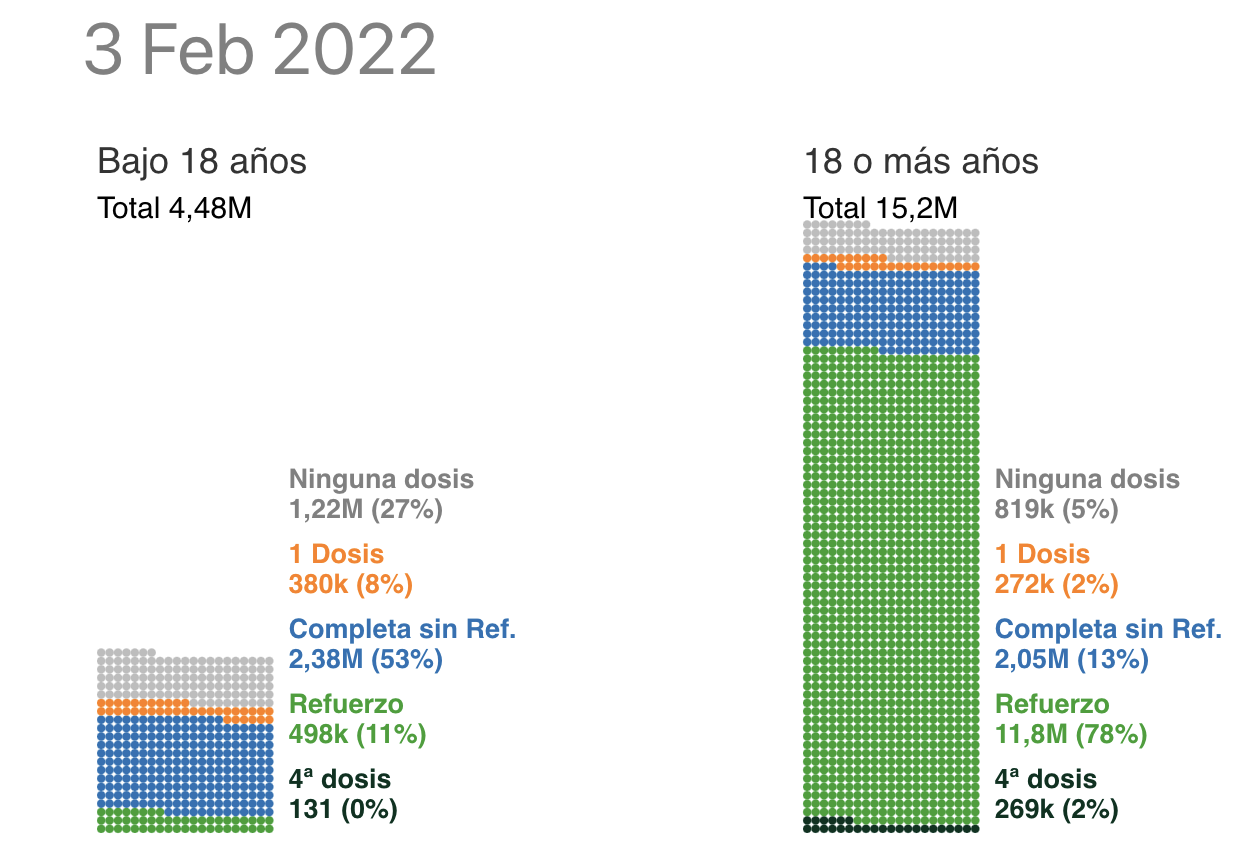 3 Feb 2022
Bajo 18 años
Total 4,48M
Ninguna dosis
1,22M (27%)
1 Dosis
380k (8%)
Completa sin Ref.
2,38M (53%)
Refuerzo
498k (11%)
4ª dosis
131 (0%)
18 o más años
Total 15,2M
Ninguna dosis
819k (5%)
1 Dosis
272k (2%)
Completa sin Ref.
2,05M (13%)
Refuerzo
11,8M (78%)
4ª dosis
269k (2%)